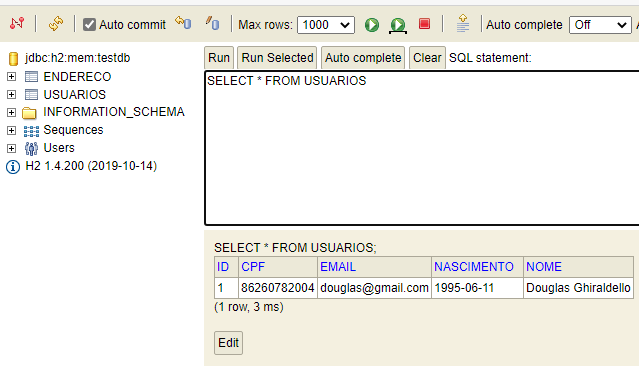 Auto commit Max rows: 1000 Auto complete Off
jdbc:h2:mem:testdb
ENDERECO
USUARIOS
INFORMATION_SCHEMA
Sequences
Users
H2 1.4.200 (2019-10-14)
Run Run Selected Auto complete Clear SQL statement:
SELECT * FROM USUARIOS
SELECT * FROM USUARIOS;
ID CPF EMAIL NASCIMENTO NOME
1 86260782004 douglas@gmail.com 1995-06-11 Douglas Ghiraldello
(1 row, 3 ms)
Edit